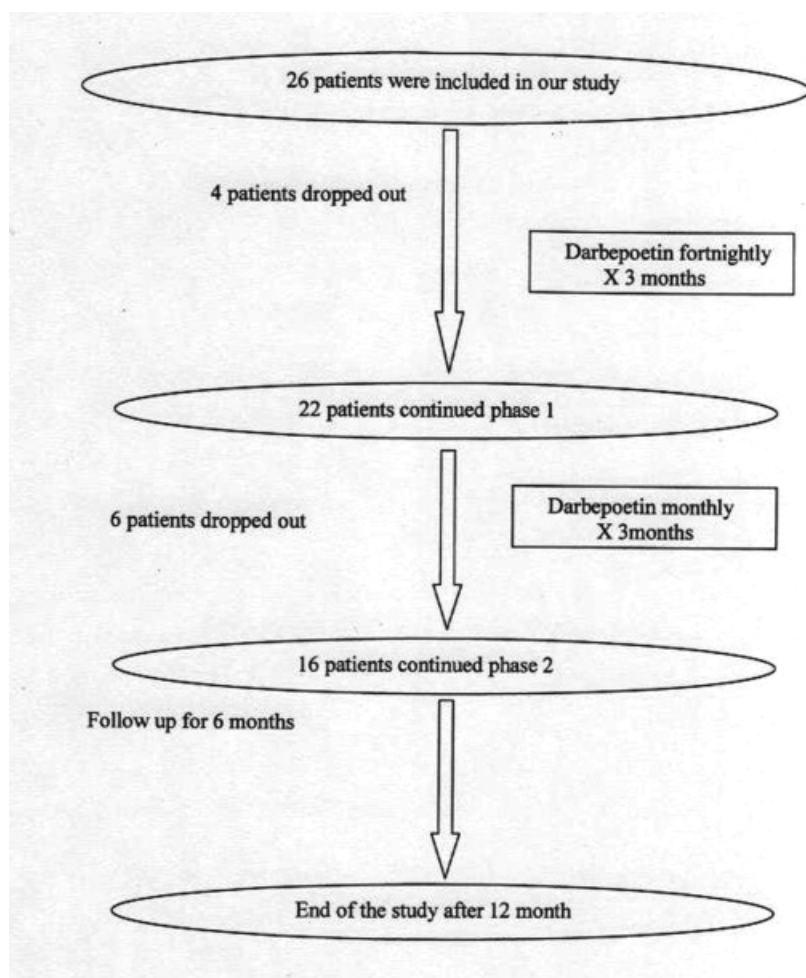 26 patients were included in our study
4 patients dropped out
Darbepoetin fortnightly
X 3 months
22 patients continued phase 1
6 patients dropped out
Darbepoetin monthly
X 3months
16 patients continued phase 2
Follow up for 6 months
End of the study after 12 month